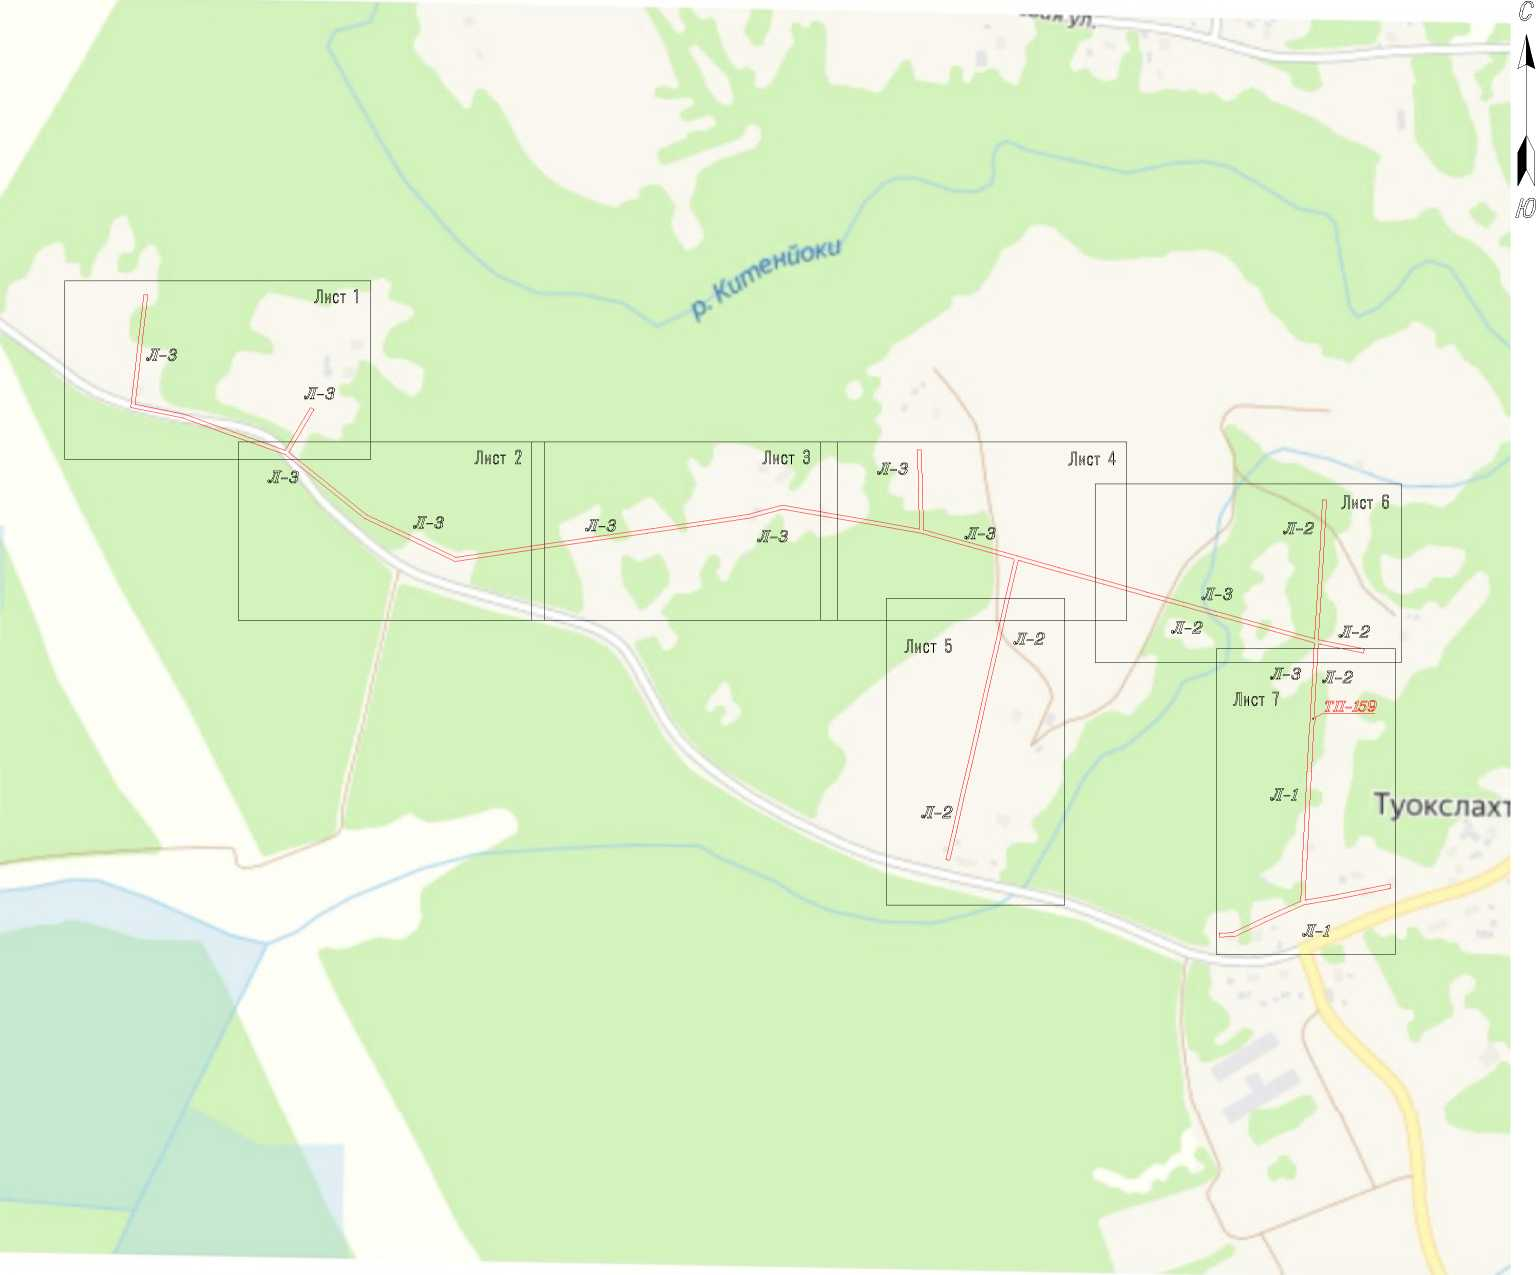 С
Ю
р. Китенйоки
Лист 1
Л-3
Л-3
Л-3
Лист 2
Л-3
Лист 3
Л-3
Л-3
Лист 4
Л-3
Л-3
Лист 6
Л-2
Л-3
Л-2
Л-2
Лист 5
Л-2
Л-2
Л-3
Л-2
Лист 7
ТП-159
Л-1
Л-1
Туокслахт